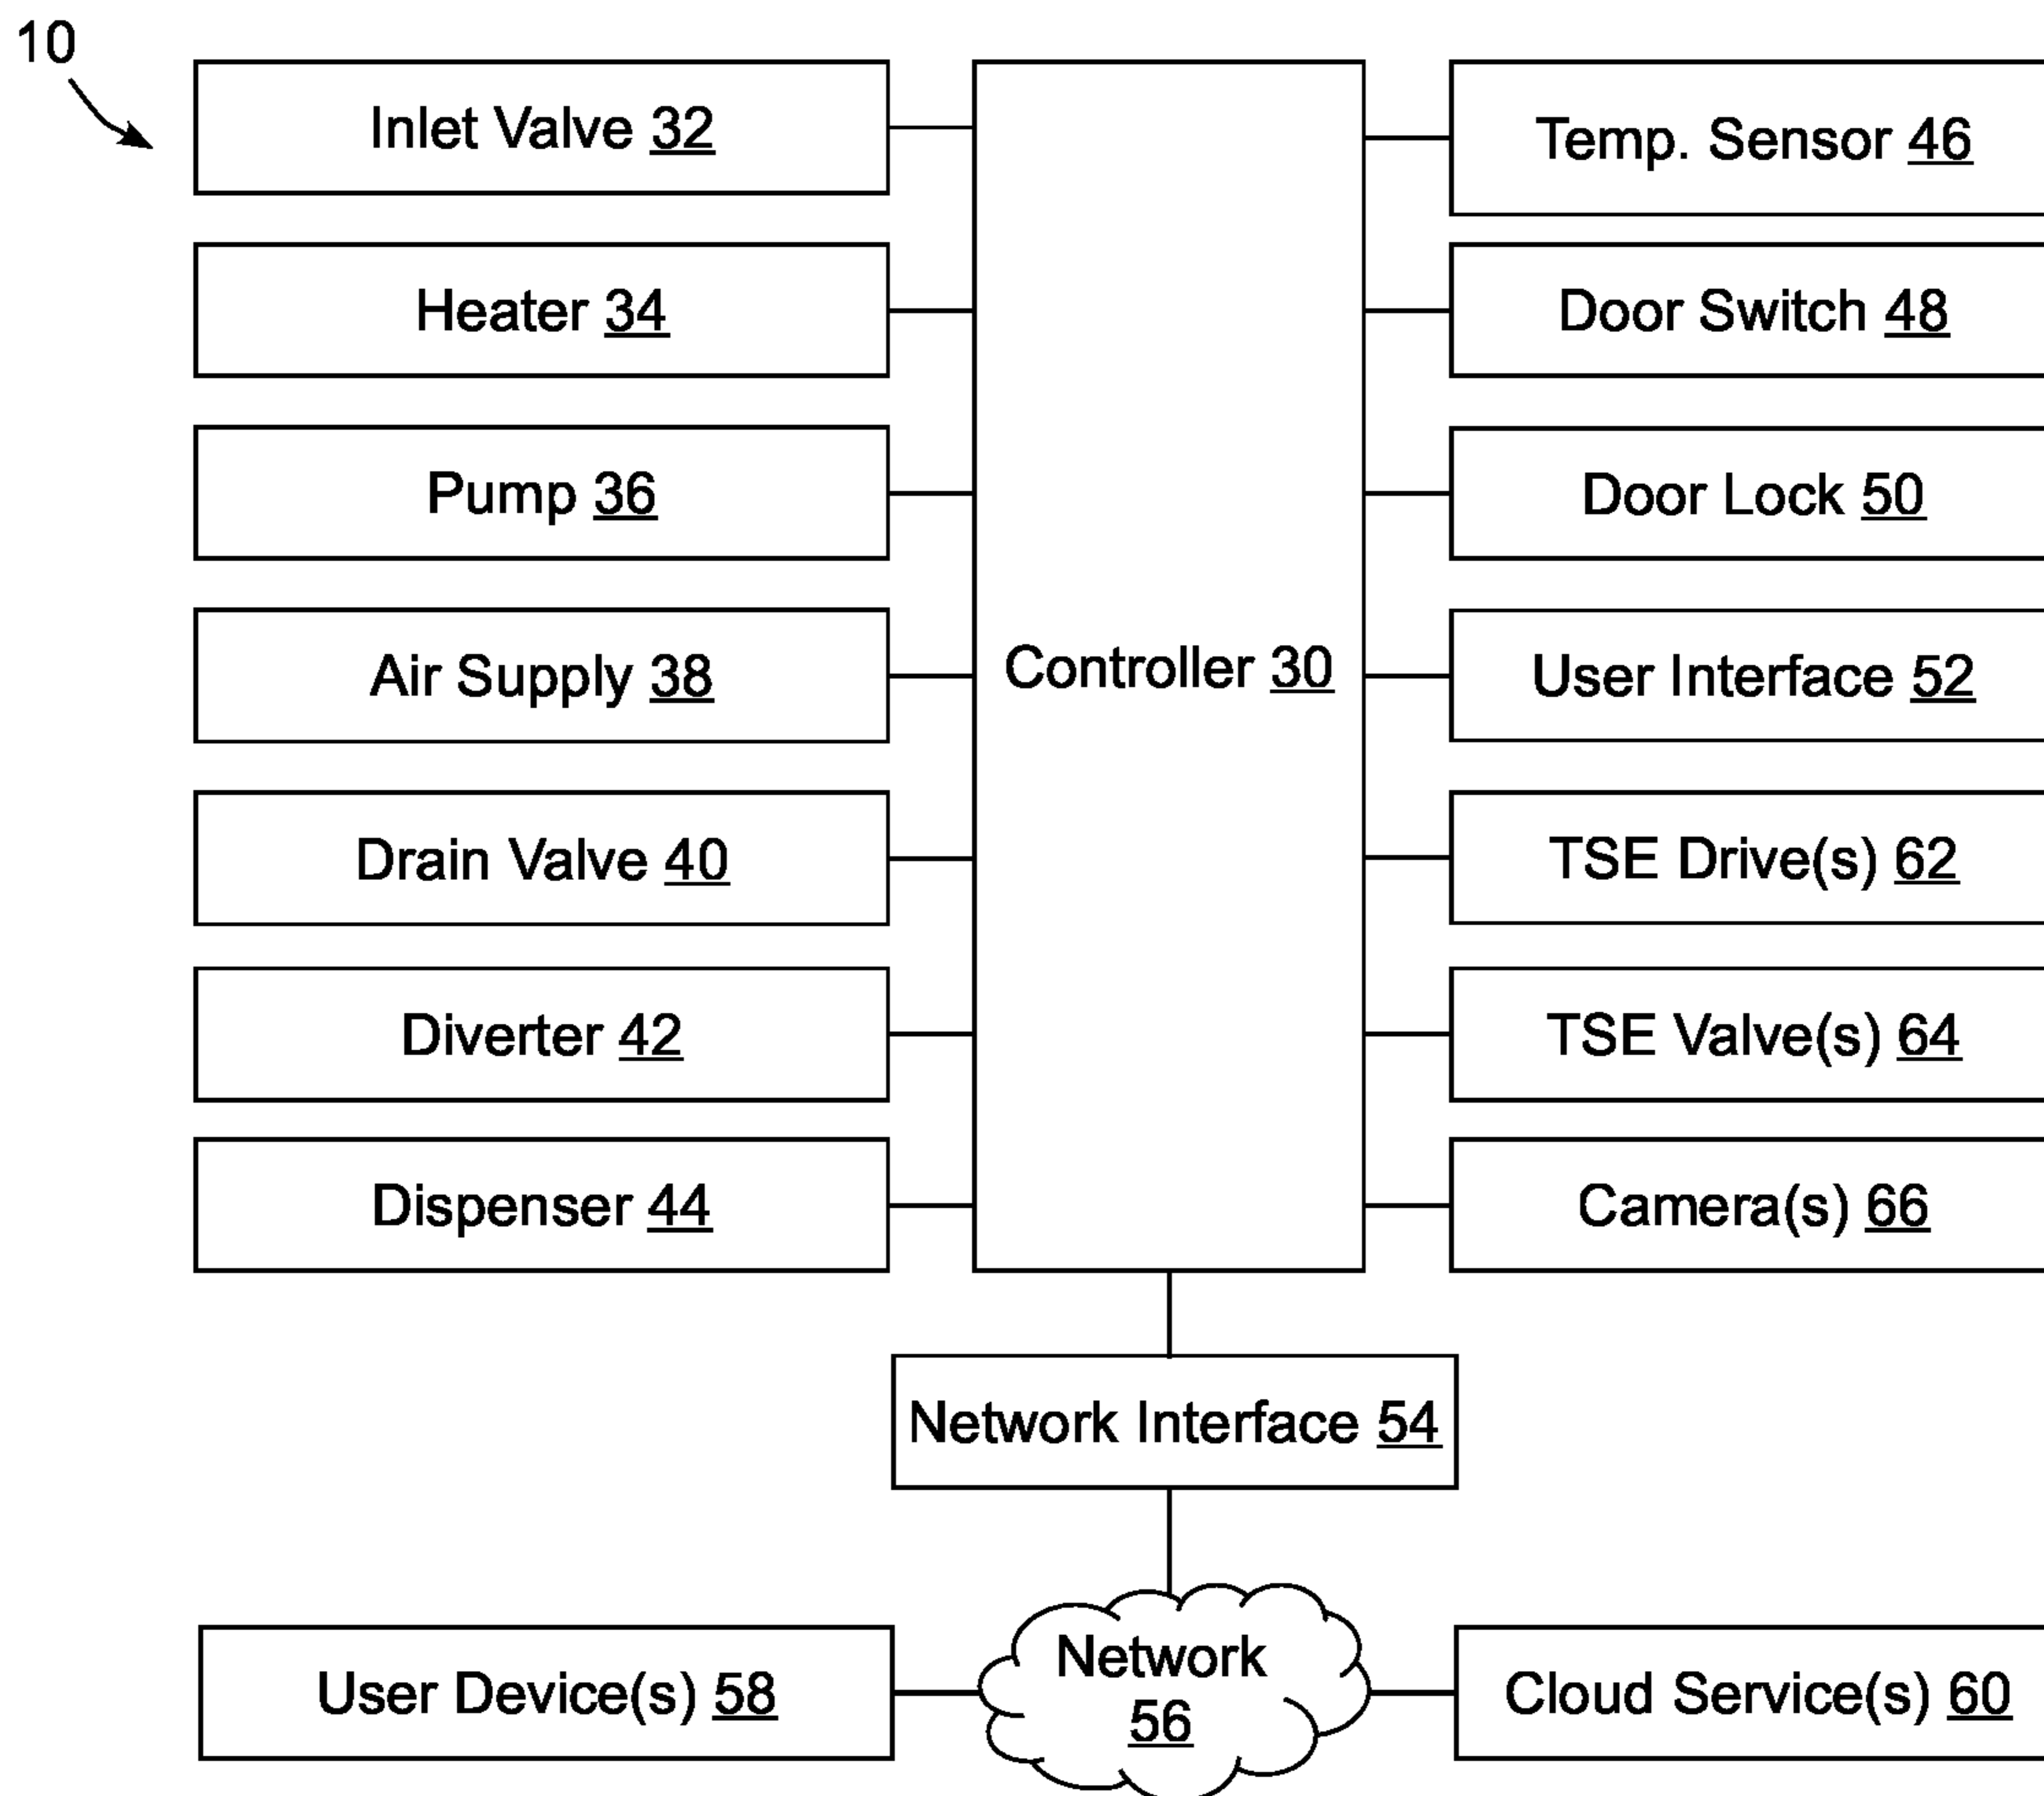 10
Inlet Valve 32
Heater 34
Pump 36
Air Supply 38
Drain Valve 40
Diverter 42
Dispenser 44
Controller 30
Temp. Sensor 46
Door Switch 48
Door Lock 50
User Interface 52
TSE Drive(s) 62
TSE Valve(s) 64
Camera(s) 66
Network Interface 54
User Device(s) 58
Network
56
Cloud Service(s) 60